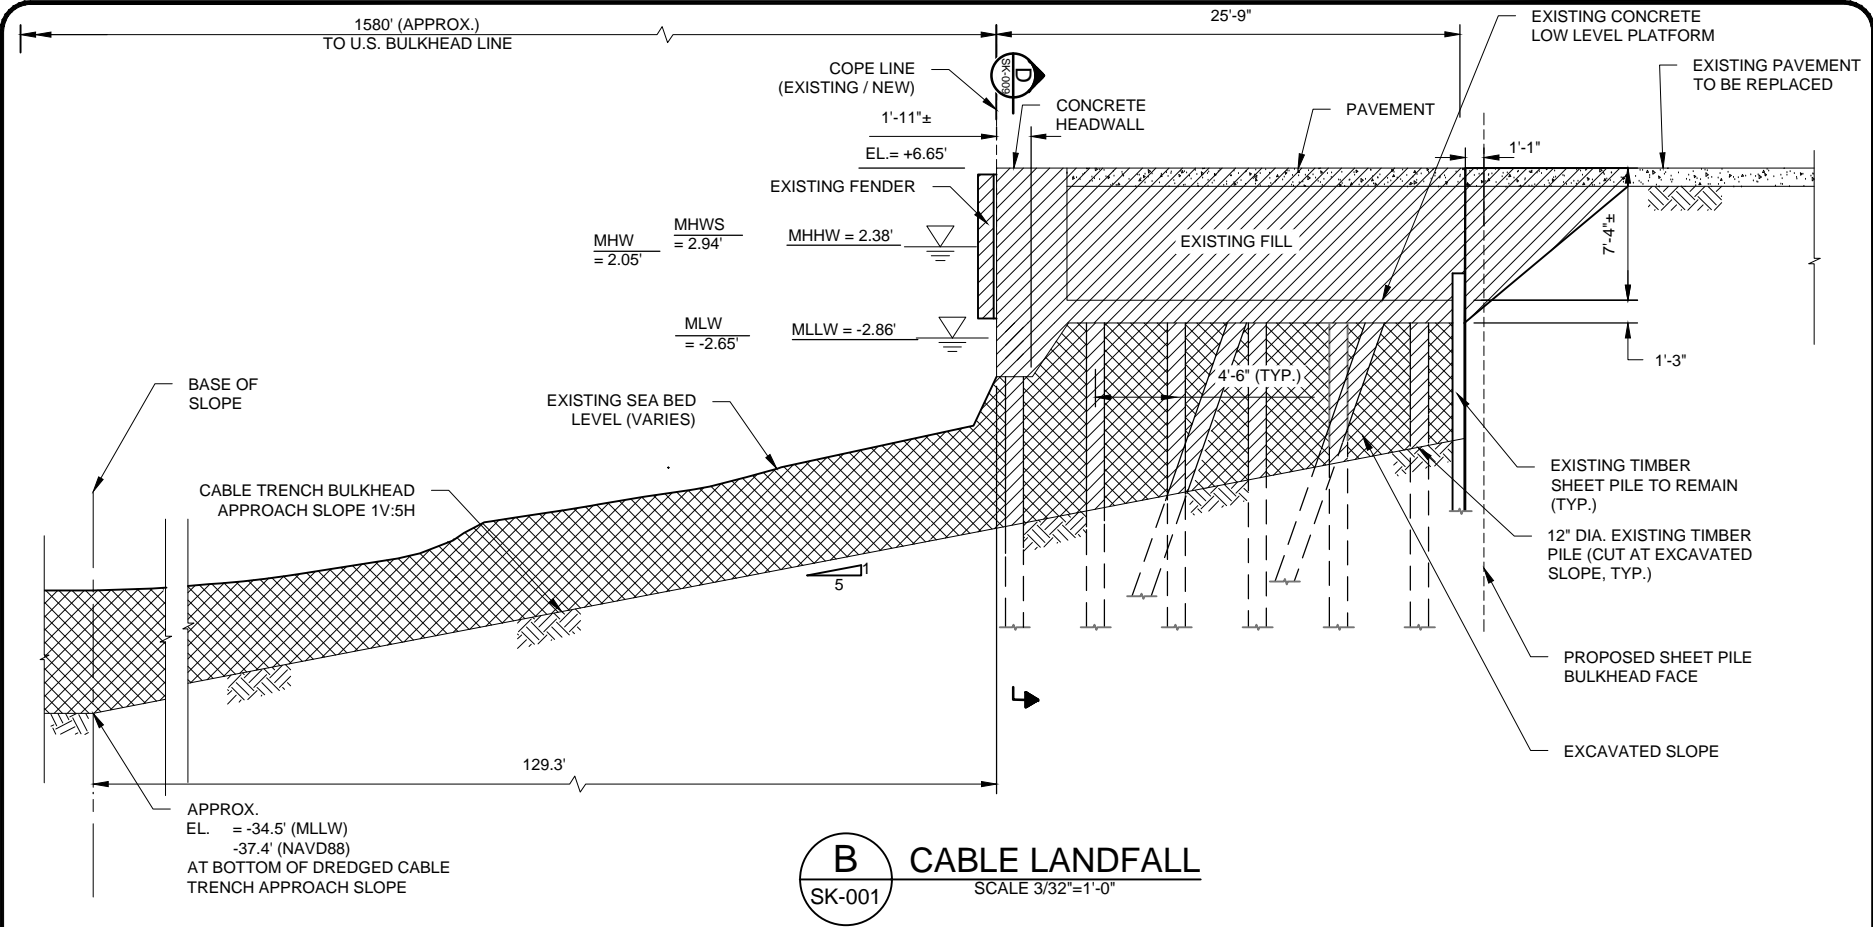 1580' (APPROX.)
TO U.S. BULKHEAD LINE
25'-9"
EXISTING CONCRETE
LOW LEVEL PLATFORM
COPE LINE
(EXISTING / NEW)
D
SK-009
EXISTING PAVEMENT
TO BE REPLACED
1'-11"±
CONCRETE
HEADWALL
PAVEMENT
EL.= +6.65'
1'-1"
EXISTING FENDER
MHW
= 2.05'
MHWS
= 2.94'
MHHW = 2.38'
EXISTING FILL
7'-4"±
MLW
= -2.65'
MLLW = -2.86'
1'-3"
4'-6" (TYP.)
BASE OF
SLOPE
EXISTING SEA BED
LEVEL (VARIES)
CABLE TRENCH BULKHEAD
APPROACH SLOPE 1V:5H
EXISTING TIMBER
SHEET PILE TO REMAIN
(TYP.)
12" DIA. EXISTING TIMBER
PILE (CUT AT EXCAVATED
SLOPE, TYP.)
1
5
PROPOSED SHEET PILE
BULKHEAD FACE
EXCAVATED SLOPE
129.3'
APPROX.
EL. = -34.5' (MLLW)
-37.4' (NAVD88)
AT BOTTOM OF DREDGED CABLE
TRENCH APPROACH SLOPE
B
SK-001
CABLE LANDFALL
SCALE 3/32"=1'-0"